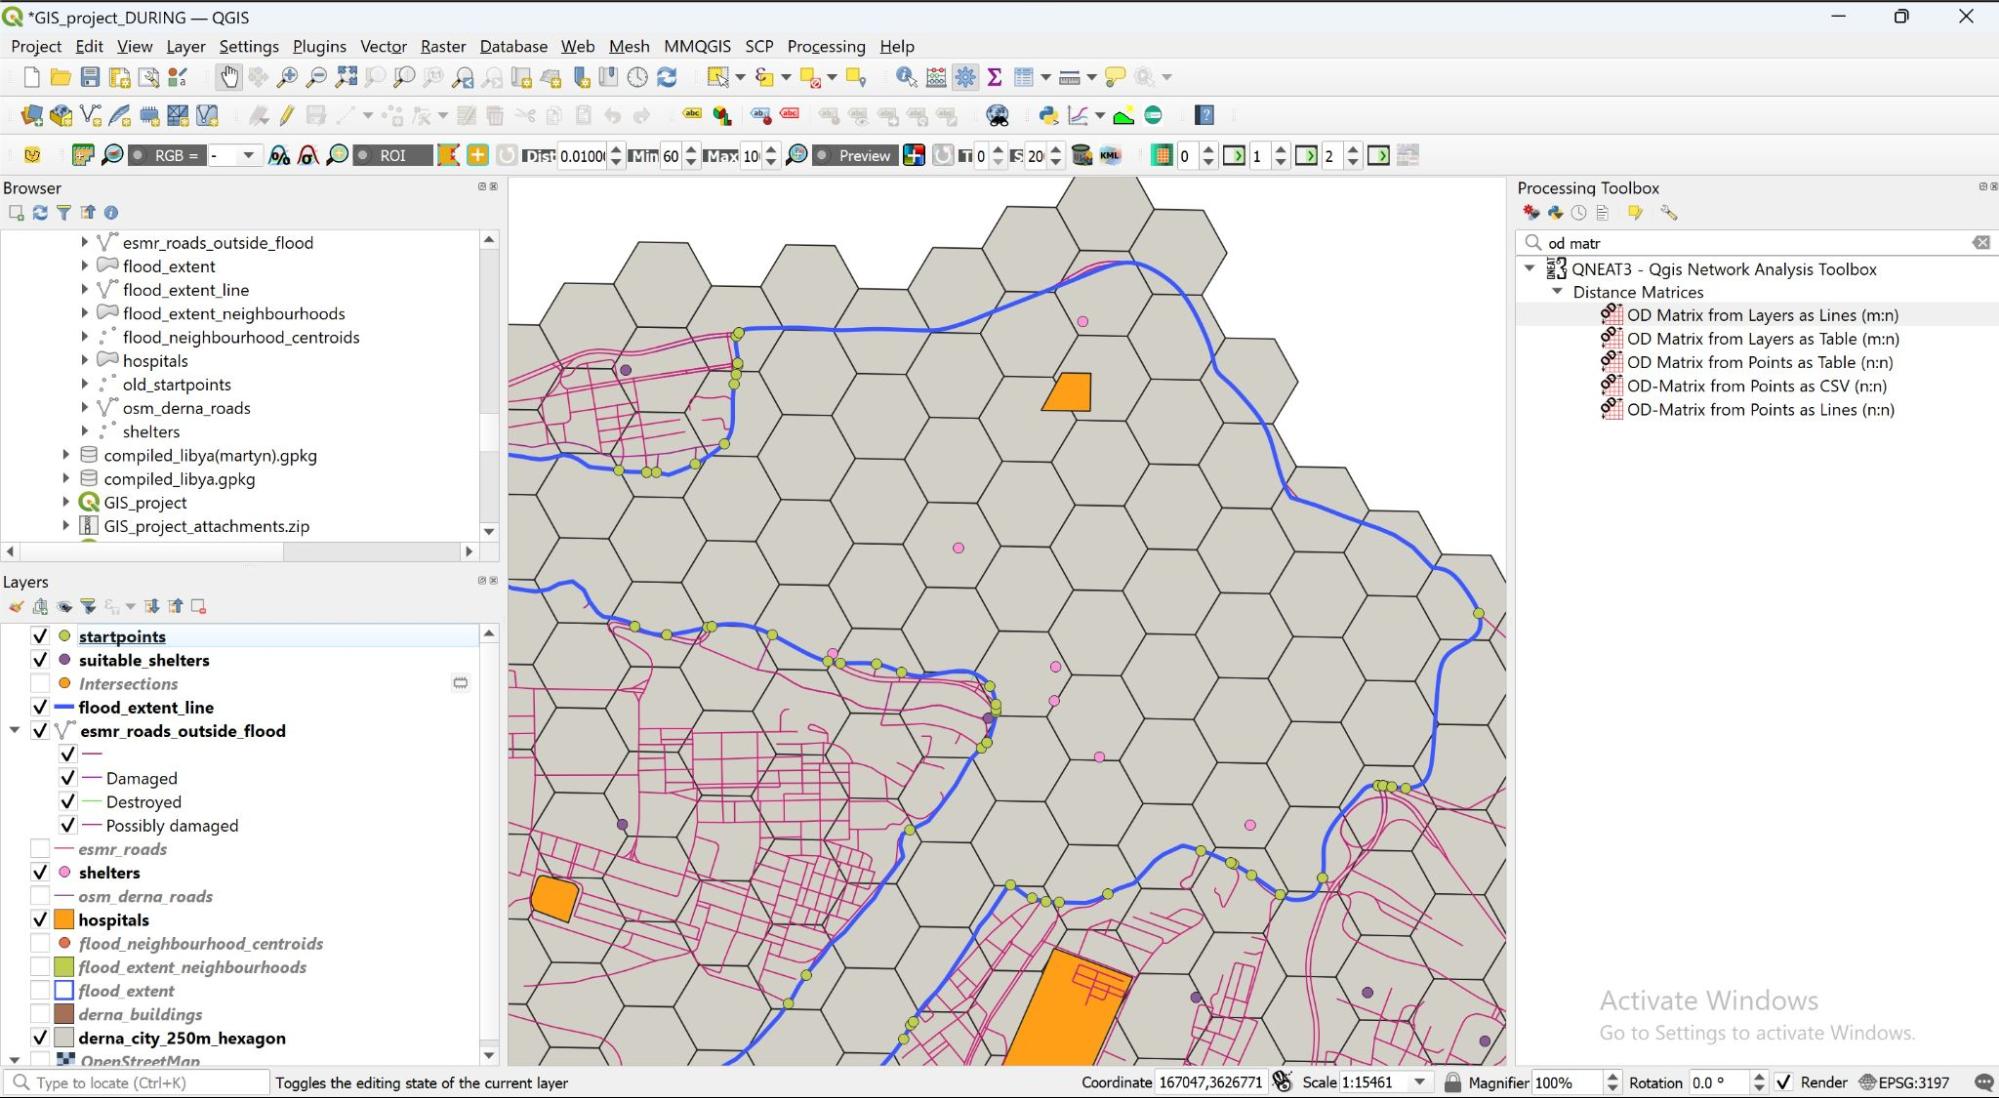 *GIS_project_DURING — QGIS
Project Edit View Layer Settings Plugins Vector Raster Database Web Mesh MMQGIS SCP Processing Help
RGB = - ROI Dist 0.0100 Min 60 Max 10 Preview T 0 S 20 KML 0 1 2
Browser
esmr_roads_outside_flood
flood_extent
flood_extent_line
flood_extent_neighbourhoods
flood_neighbourhood_centroids
hospitals
old_startpoints
osm_derna_roads
shelters
compiled_libya(martyn).gpkg
compiled_libya.gpkg
GIS_project
GIS_project_attachments.zip
Layers
startpoints
suitable_shelters
Intersections
flood_extent_line
esmr_roads_outside_flood
Damaged
Destroyed
Possibly damaged
esmr_roads
shelters
osm_derna_roads
hospitals
flood_neighbourhood_centroids
flood_extent_neighbourhoods
flood_extent
derna_buildings
derna_city_250m_hexagon
OpenStreetMap
Processing Toolbox
od matr
QNEAT3 - Qgis Network Analysis Toolbox
Distance Matrices
OD Matrix from Layers as Lines (m:n)
OD Matrix from Layers as Table (m:n)
OD Matrix from Points as Table (n:n)
OD-Matrix from Points as CSV (n:n)
OD-Matrix from Points as Lines (n:n)
Activate Windows
Go to Settings to activate Windows.
Type to locate (Ctrl+K) Toggles the editing state of the current layer Coordinate 167047,3626771 Scale 1:15461 Magnifier 100% Rotation 0.0 ° Render EPSG:3197